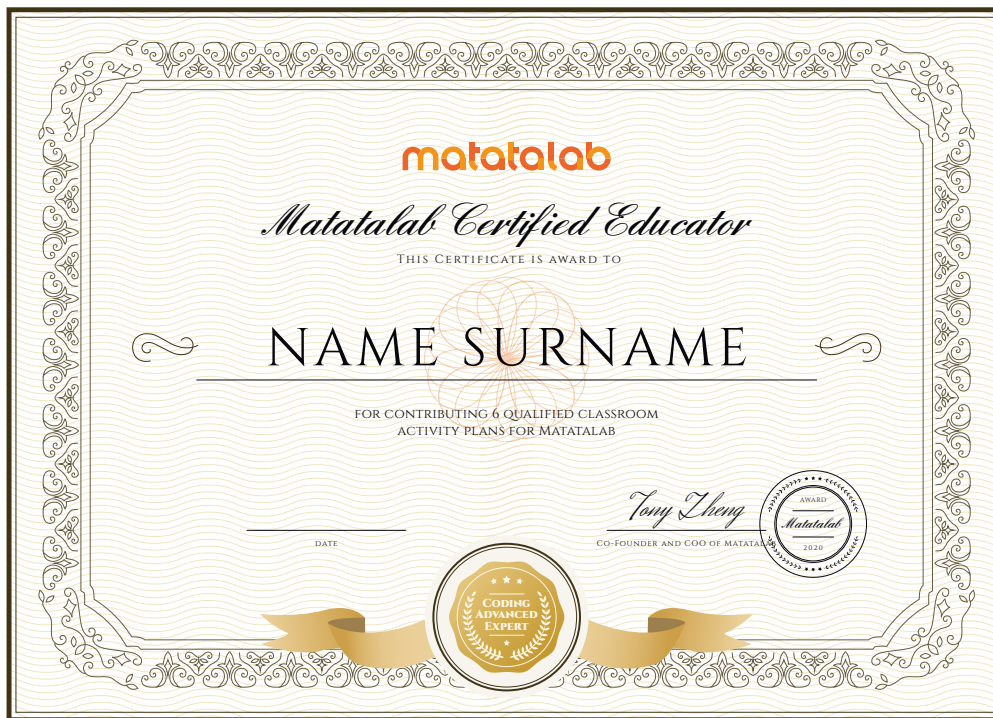 matatalab
Matatalab Certified Educator
This Certificate is award to
NAME SURNAME
for contributing 6 qualified classroom
activity plans for Matatalab
Tony Zheng
date
Co-Founder and COO of Matatalab
AWARD
Matatalab
2020
Coding
Advanced
Expert